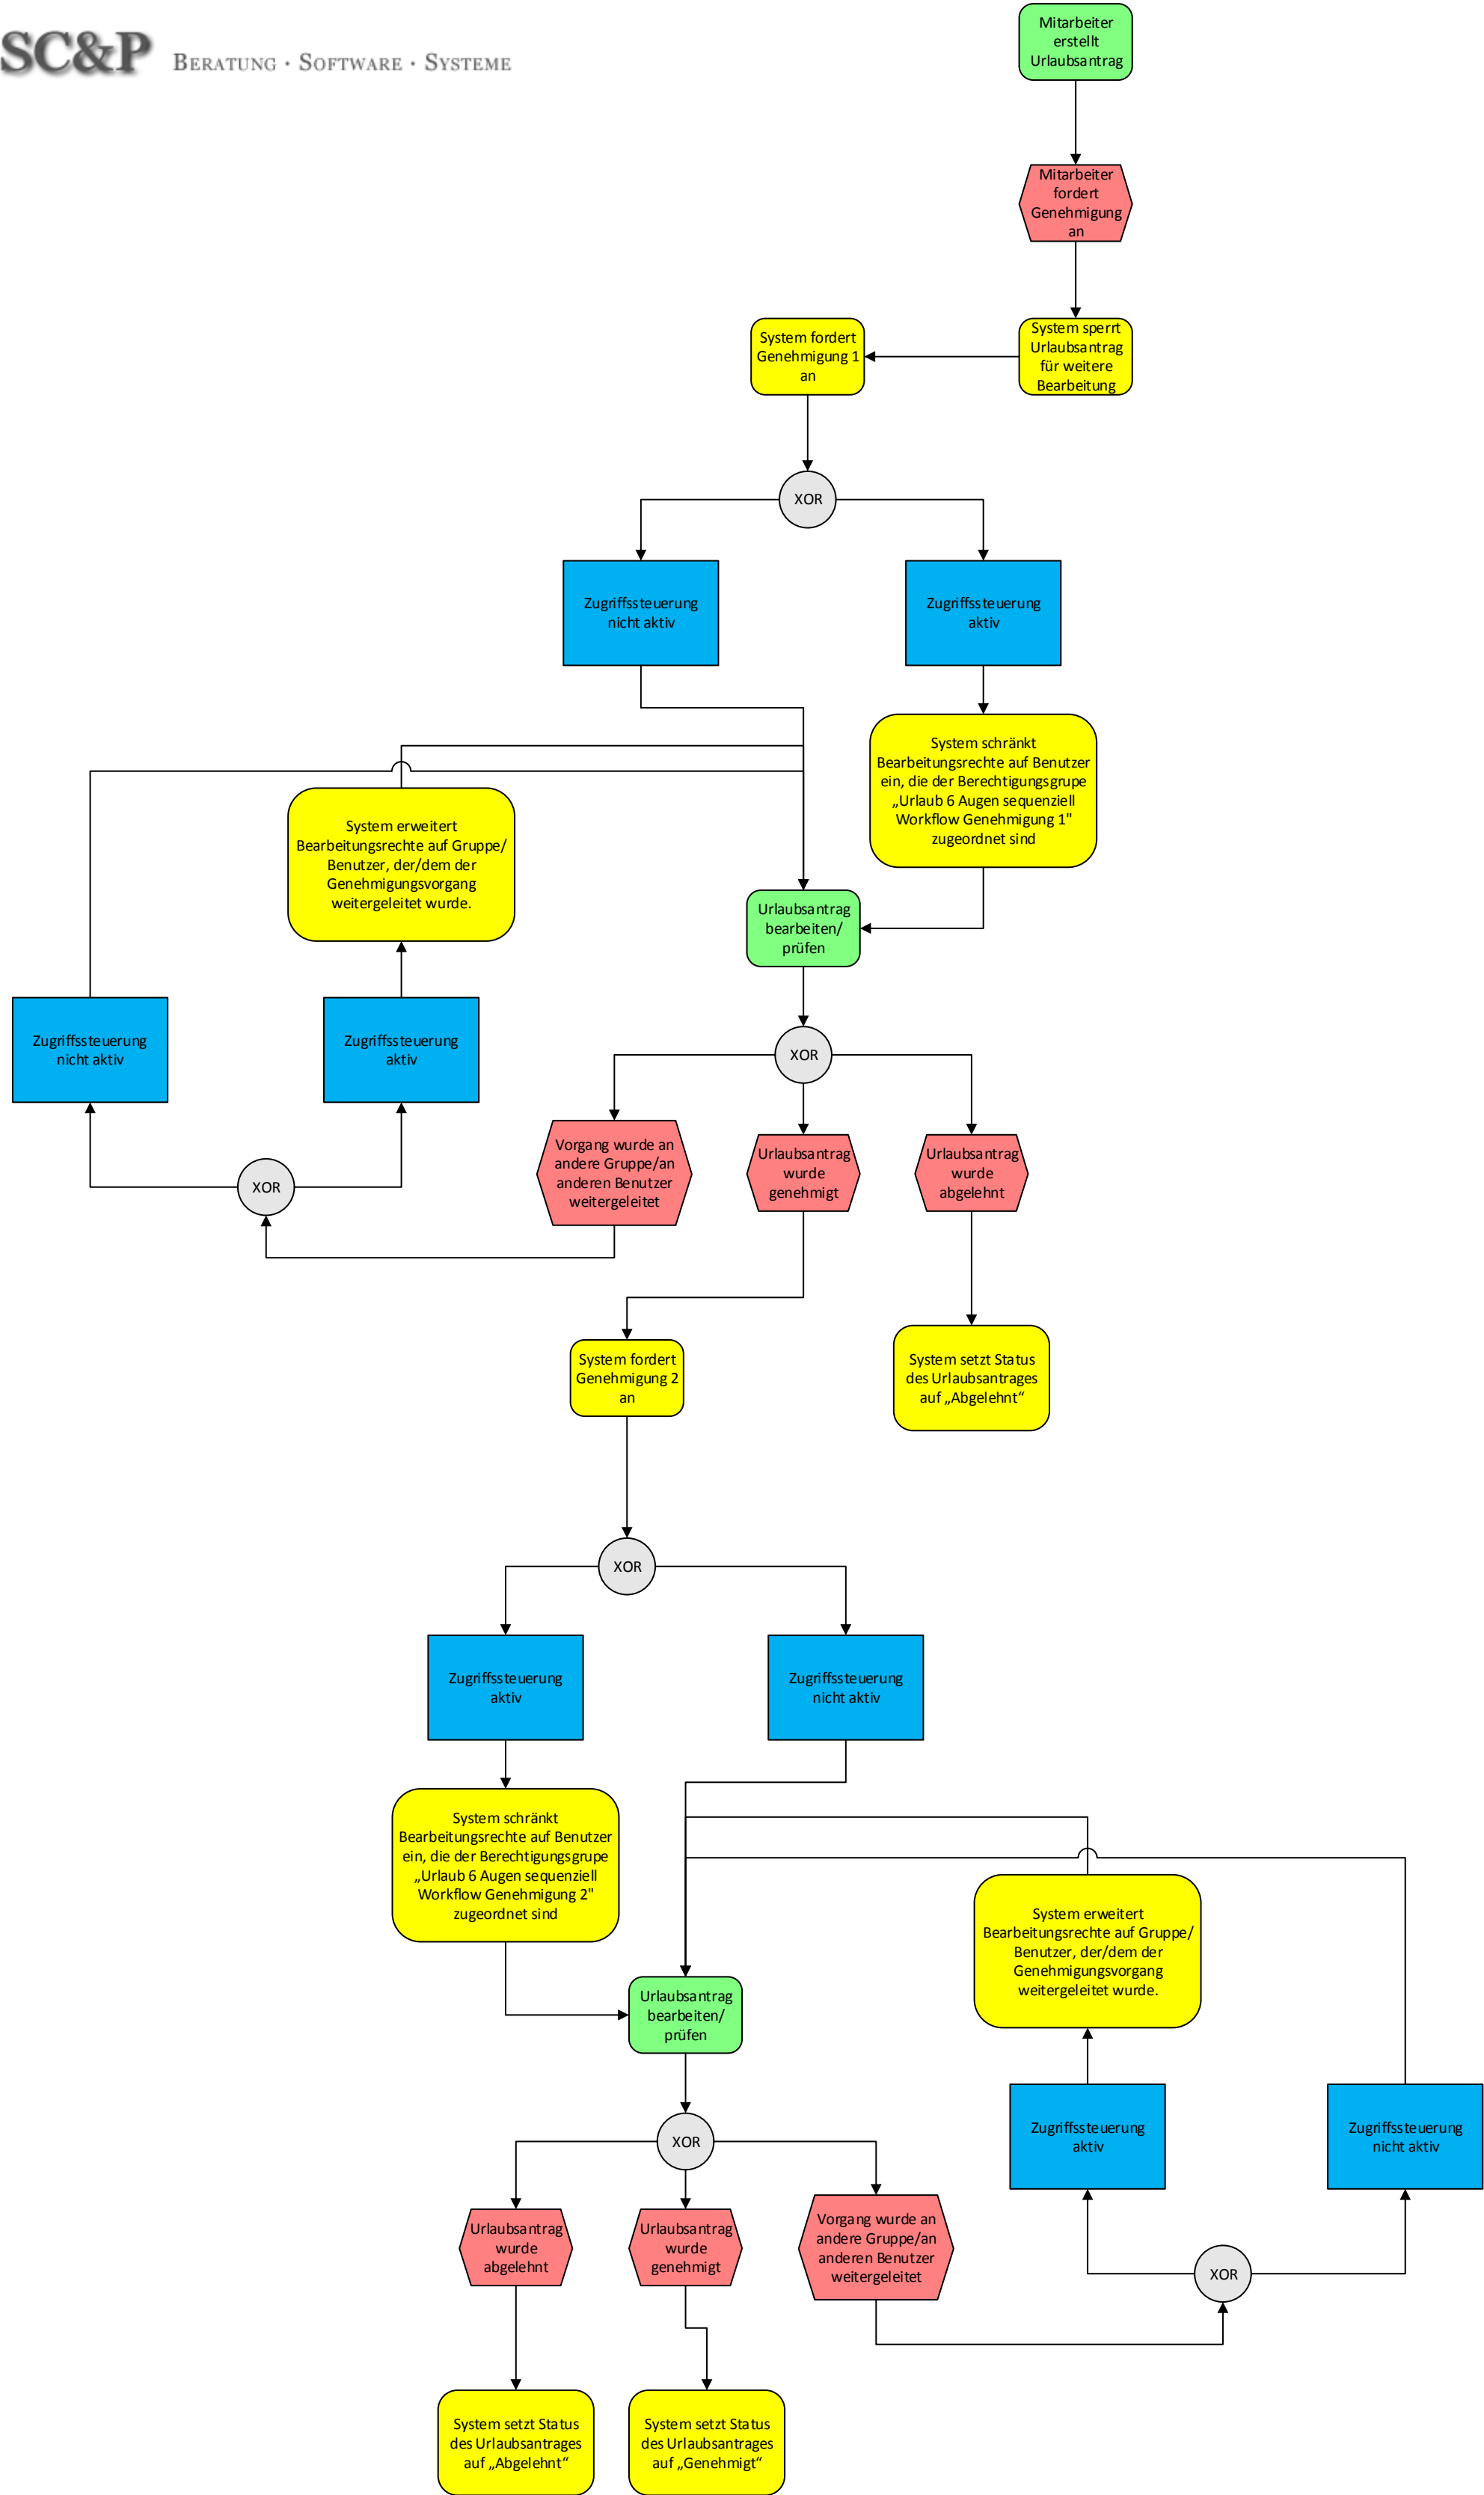 SC&P BERATUNG · SOFTWARE · SYSTEME
Mitarbeiter
erstellt
Urlaubsantrag
Mitarbeiter
fordert
Genehmigung
an
System sperrt
Urlaubsantrag
für weitere
Bearbeitung
System fordert
Genehmigung 1
an
XOR
Zugriffssteuerung
nicht aktiv
Zugriffssteuerung
aktiv
System schränkt
Bearbeitungsrechte auf Benutzer
ein, die der Berechtigungsgrupe
„Urlaub 6 Augen sequenziell
Workflow Genehmigung 1"
zugeordnet sind
System erweitert
Bearbeitungsrechte auf Gruppe/
Benutzer, der/dem der
Genehmigungsvorgang
weitergeleitet wurde.
Urlaubsantrag
bearbeiten/
prüfen
Zugriffssteuerung
nicht aktiv
Zugriffssteuerung
aktiv
XOR
XOR
Vorgang wurde an
andere Gruppe/an
anderen Benutzer
weitergeleitet
Urlaubsantrag
wurde
genehmigt
Urlaubsantrag
wurde
abgelehnt
System fordert
Genehmigung 2
an
System setzt Status
des Urlaubsantrages
auf „Abgelehnt“
XOR
Zugriffssteuerung
aktiv
Zugriffssteuerung
nicht aktiv
System schränkt
Bearbeitungsrechte auf Benutzer
ein, die der Berechtigungsgrupe
„Urlaub 6 Augen sequenziell
Workflow Genehmigung 2"
zugeordnet sind
System erweitert
Bearbeitungsrechte auf Gruppe/
Benutzer, der/dem der
Genehmigungsvorgang
weitergeleitet wurde.
Urlaubsantrag
bearbeiten/
prüfen
Zugriffssteuerung
aktiv
Zugriffssteuerung
nicht aktiv
XOR
Urlaubsantrag
wurde
abgelehnt
Urlaubsantrag
wurde
genehmigt
Vorgang wurde an
andere Gruppe/an
anderen Benutzer
weitergeleitet
XOR
System setzt Status
des Urlaubsantrages
auf „Abgelehnt“
System setzt Status
des Urlaubsantrages
auf „Genehmigt“